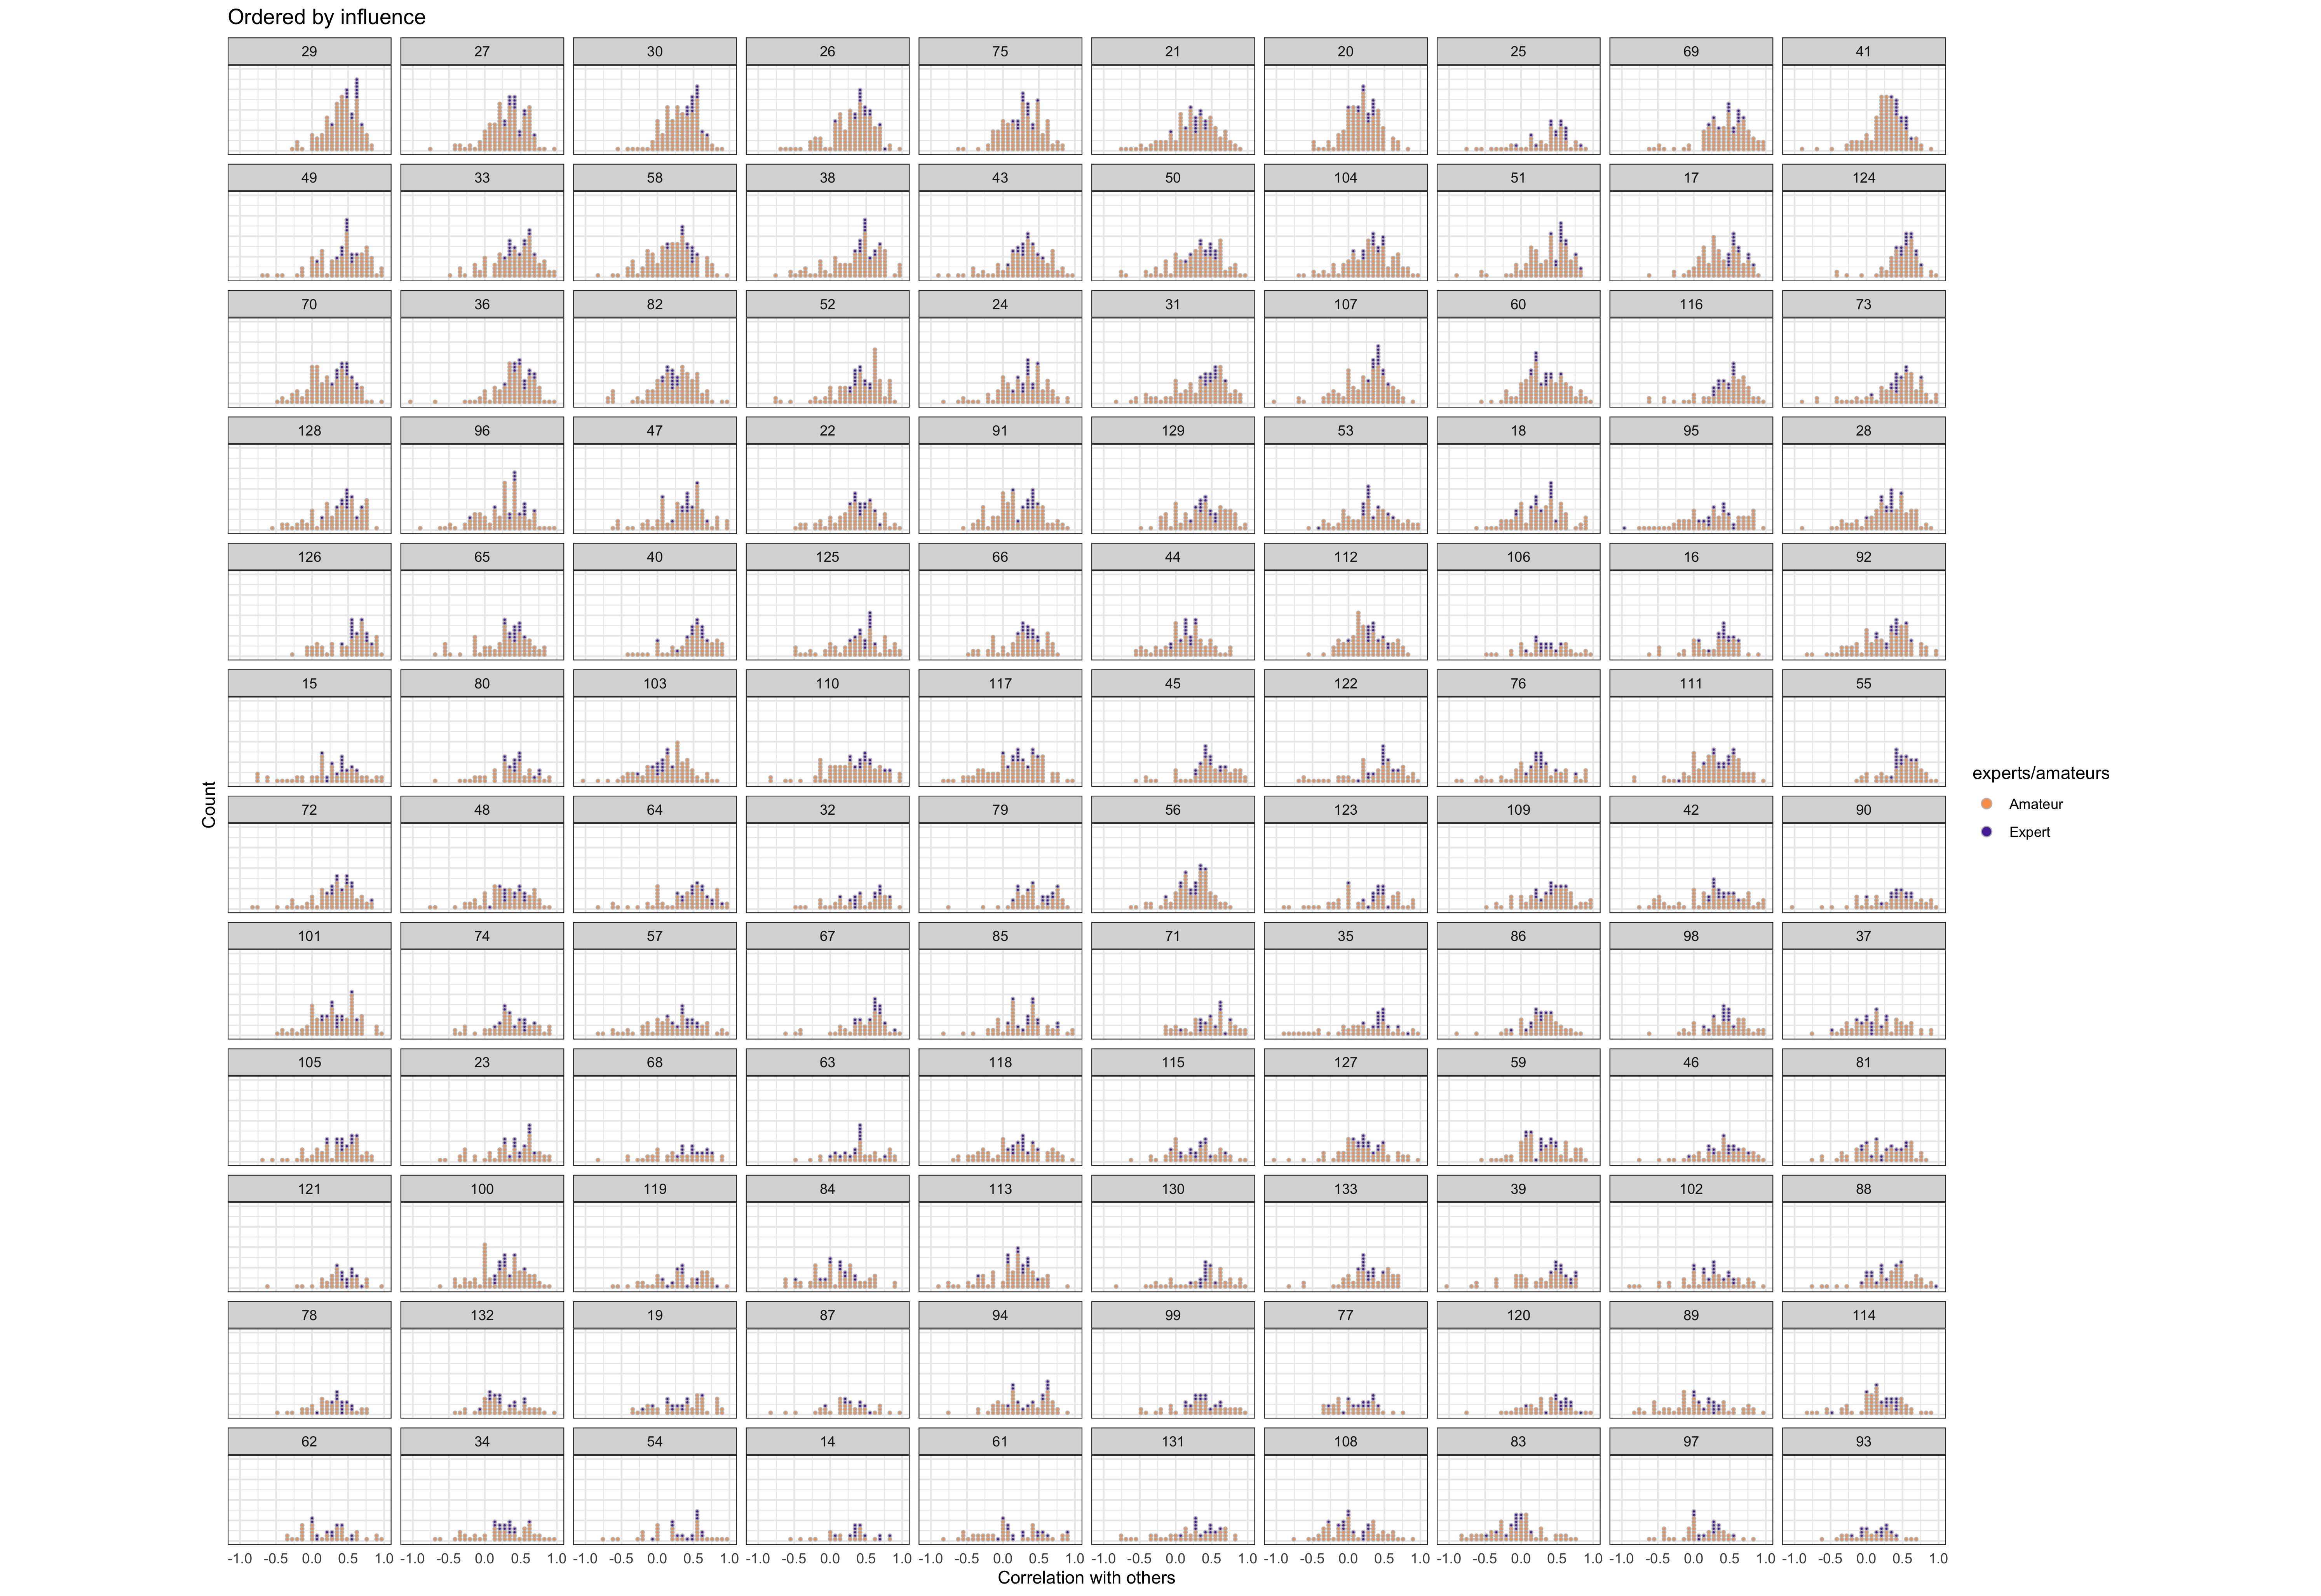 Ordered by influence
29 27 30 26 75 21 20 25 69 41
49 33 58 38 43 50 104 51 17 124
70 36 82 52 24 31 107 60 116 73
128 96 47 22 91 129 53 18 95 28
126 65 40 125 66 44 112 106 16 92
15 80 103 110 117 45 122 76 111 55
experts/amateurs
Amateur
Expert
Count
72 48 64 32 79 56 123 109 42 90
101 74 57 67 85 71 35 86 98 37
105 23 68 63 118 115 127 59 46 81
121 100 119 84 113 130 133 39 102 88
78 132 19 87 94 99 77 120 89 114
62 34 54 14 61 131 108 83 97 93
-1.0 -0.5 0.0 0.5 1.0 -1.0 -0.5 0.0 0.5 1.0 -1.0 -0.5 0.0 0.5 1.0 -1.0 -0.5 0.0 0.5 1.0 -1.0 -0.5 0.0 0.5 1.0 -1.0 -0.5 0.0 0.5 1.0 -1.0 -0.5 0.0 0.5 1.0 -1.0 -0.5 0.0 0.5 1.0 -1.0 -0.5 0.0 0.5 1.0 -1.0 -0.5 0.0 0.5 1.0
Correlation with others